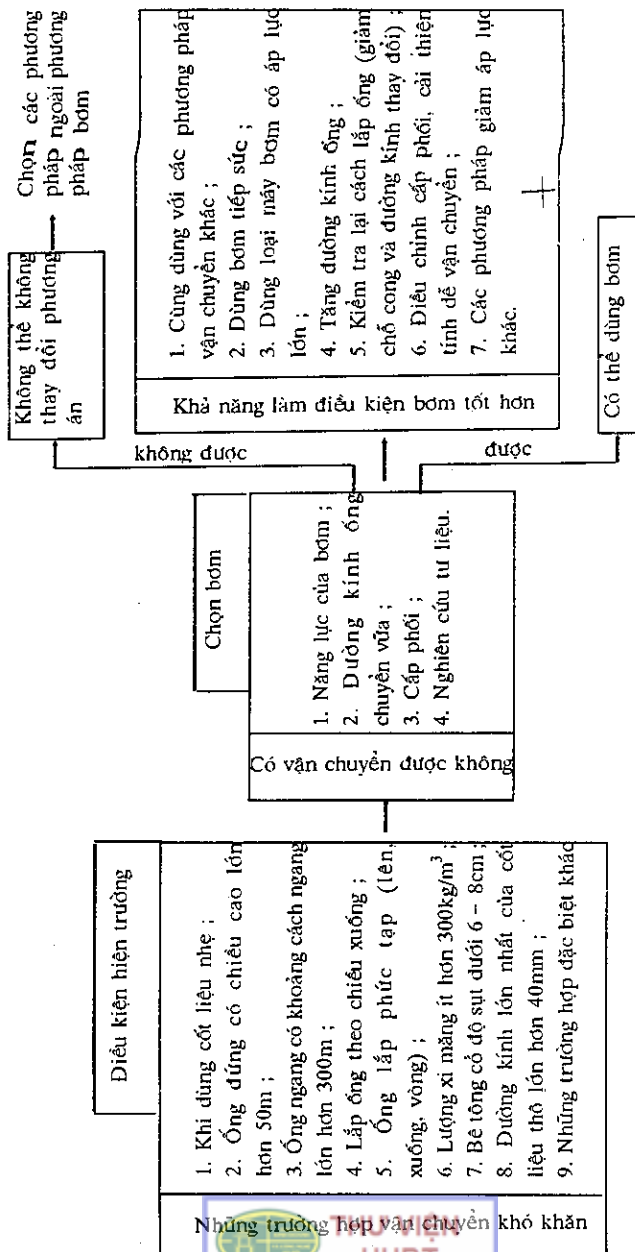 Điều kiện hiện trường
Những trường hợp vận chuyển khó khăn
1. Khi dùng cốt liệu nhẹ ;
2. Ống đứng có chiều cao lớn
hơn 50m ;
3. Ống ngang có khoảng cách ngang
lớn hơn 300m ;
4. Lắp ống theo chiều xuống ;
5. Ống lắp phức tạp (lên,
xuống, vòng) ;
6. Lượng xi măng ít hơn 300kg/m³ ;
7. Bê tông có độ sụt dưới 6 – 8cm ;
8. Đường kính lớn nhất của cốt
liệu thô lớn hơn 40mm ;
9. Những trường hợp đặc biệt khác
Chọn bơm
Có vận chuyển được không
1. Năng lực của bơm ;
2. Đường kính ống
chuyền vữa ;
3. Cấp phối ;
4. Nghiên cứu tư liệu.
không được
được
Không thể không
thay đổi phương
án
Chọn các phương
pháp ngoài phương
pháp bơm
Khả năng làm điều kiện bơm tốt hơn
1. Cùng dùng với các phương pháp
vận chuyển khác ;
2. Dùng bơm tiếp sức ;
3. Dùng loại máy bơm có áp lực
lớn ;
4. Tăng đường kính ống ;
5. Kiểm tra lại cách lắp ống (giảm
chỗ cong và đường kính thay đổi) ;
6. Điều chỉnh cấp phối, cải thiện
tính dễ vận chuyển ;
7. Các phương pháp giảm áp lực
khác.
Có thể dùng bơm
THƯ VIỆN